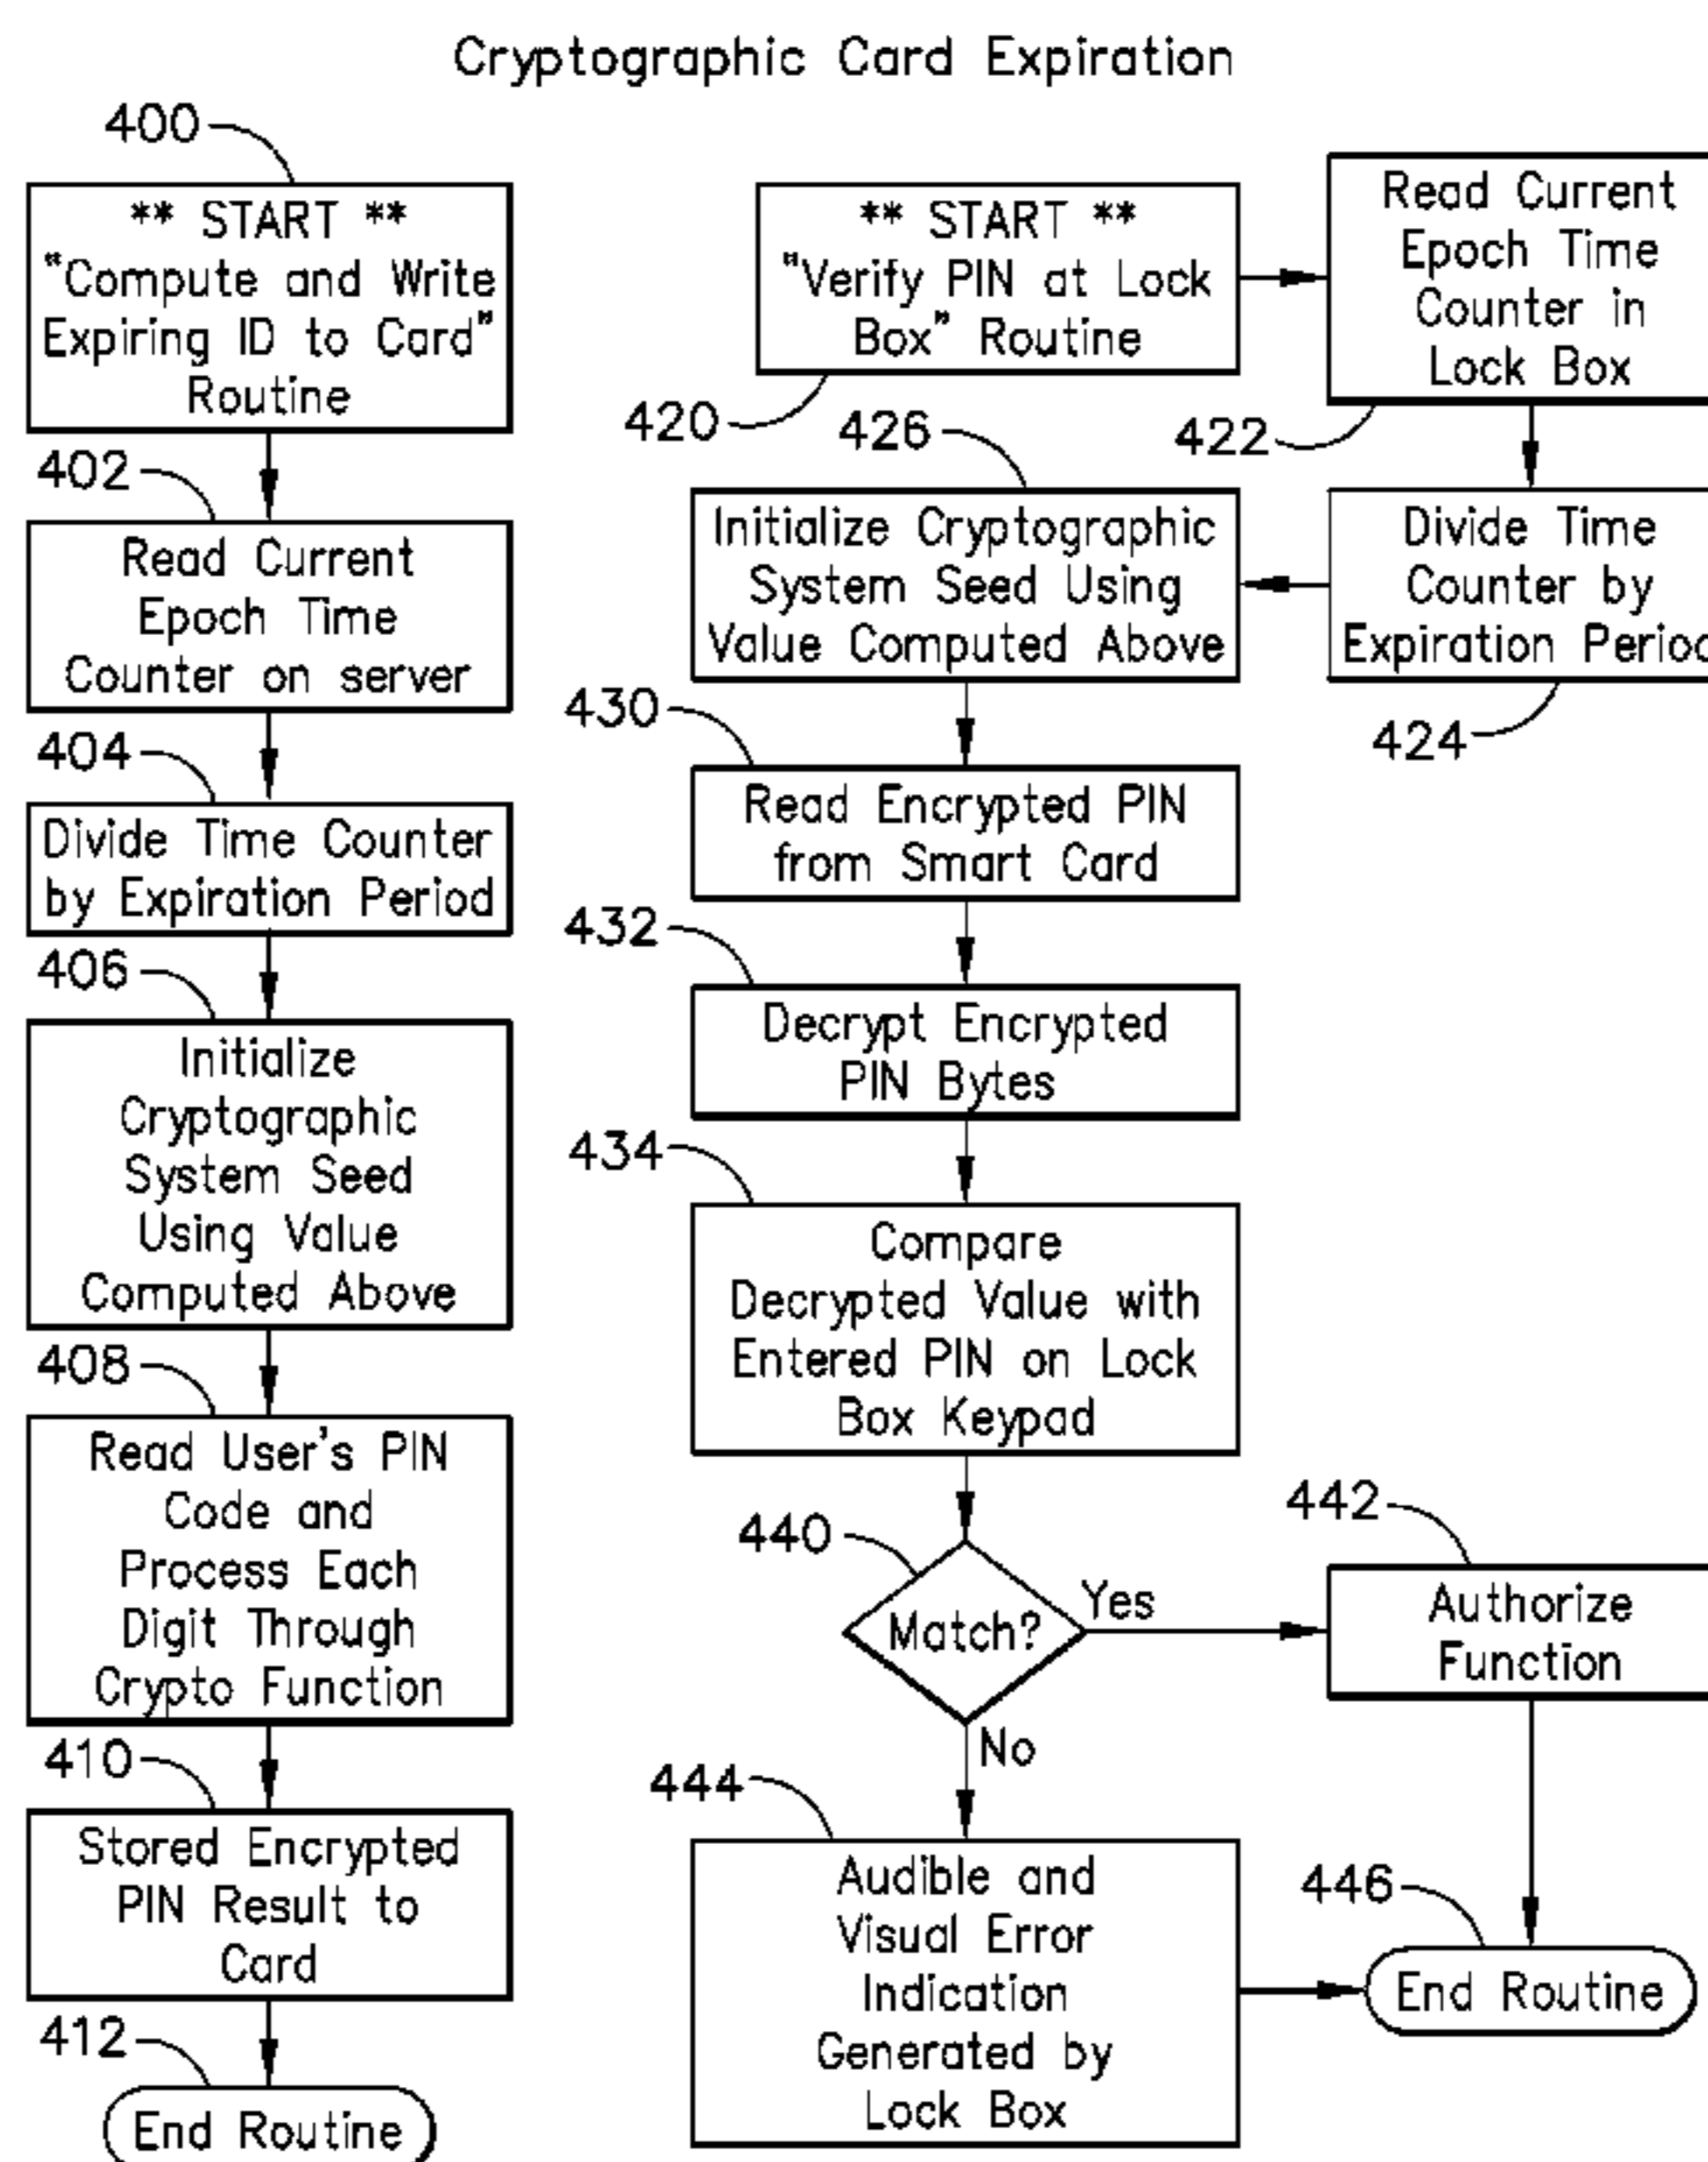 Cryptographic Card Expiration
400
** START **
"Compute and Write
Expiring ID to Card"
Routine
402
Read Current
Epoch Time
Counter on server
404
Divide Time Counter
by Expiration Period
406
Initialize
Cryptographic
System Seed
Using Value
Computed Above
408
Read User's PIN
Code and
Process Each
Digit Through
Crypto Function
410
Stored Encrypted
PIN Result to
Card
412
End Routine
** START **
"Verify PIN at Lock
Box" Routine
420
Read Current
Epoch Time
Counter in
Lock Box
422
Divide Time
Counter by
Expiration Period
424
426
Initialize Cryptographic
System Seed Using
Value Computed Above
430
Read Encrypted PIN
from Smart Card
432
Decrypt Encrypted
PIN Bytes
434
Compare
Decrypted Value with
Entered PIN on Lock
Box Keypad
440
Match?
Yes
No
442
Authorize
Function
444
Audible and
Visual Error
Indication
Generated by
Lock Box
446
End Routine